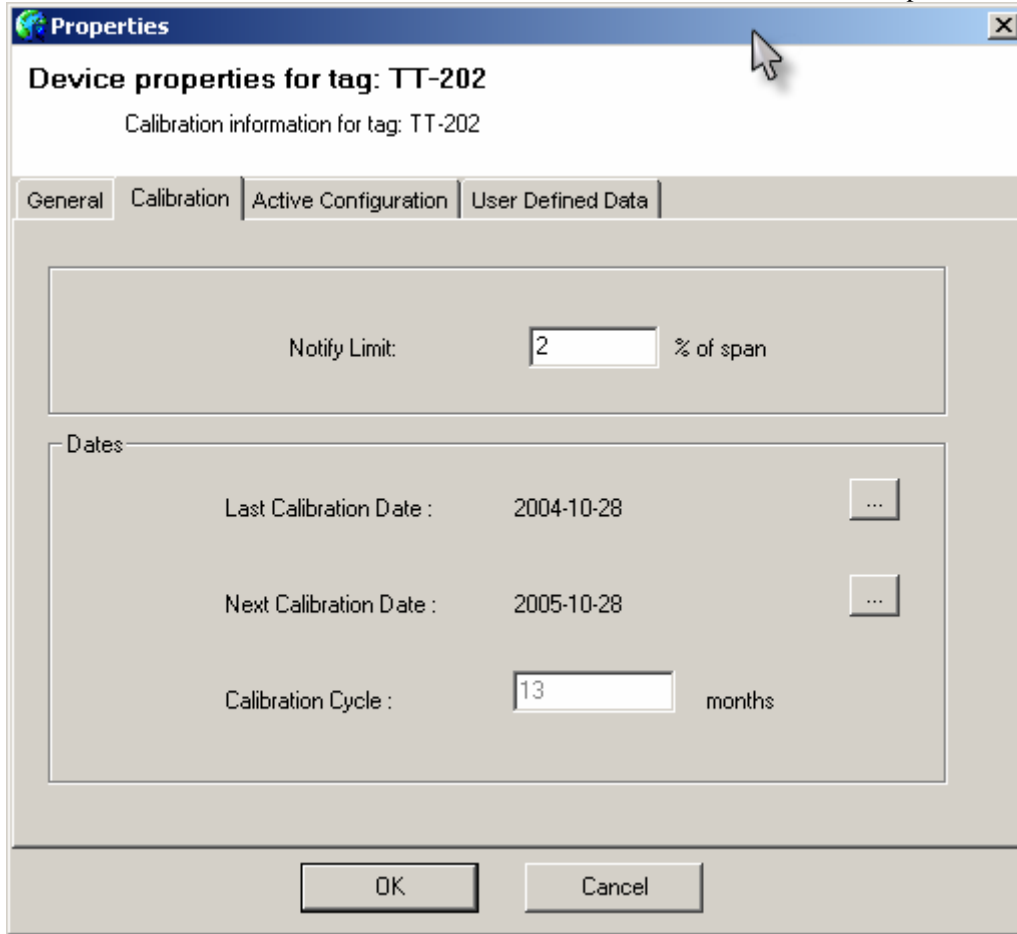 Properties
Device properties for tag: TT-202
Calibration information for tag: TT-202
General Calibration Active Configuration User Defined Data
Notify Limit: 2 % of span
Dates
Last Calibration Date : 2004-10-28 ...
Next Calibration Date : 2005-10-28 ...
Calibration Cycle : 13 months
OK Cancel